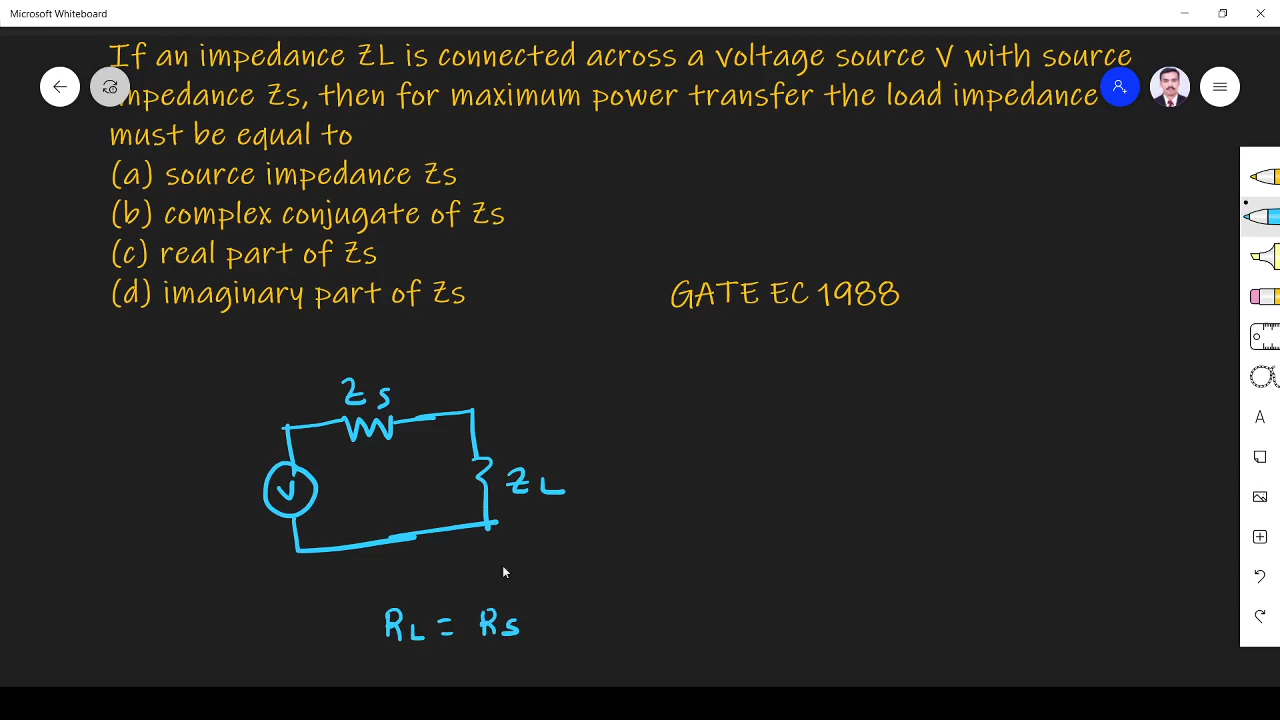 Microsoft Whiteboard
If an impedance ZL is connected across a voltage source V with source
impedance Zs, then for maximum power transfer the load impedance
must be equal to
(a) source impedance Zs
(b) complex conjugate of Zs
(c) real part of Zs
(d) imaginary part of Zs
GATE EC 1988
Z S
V
Z L
RL = RS
A